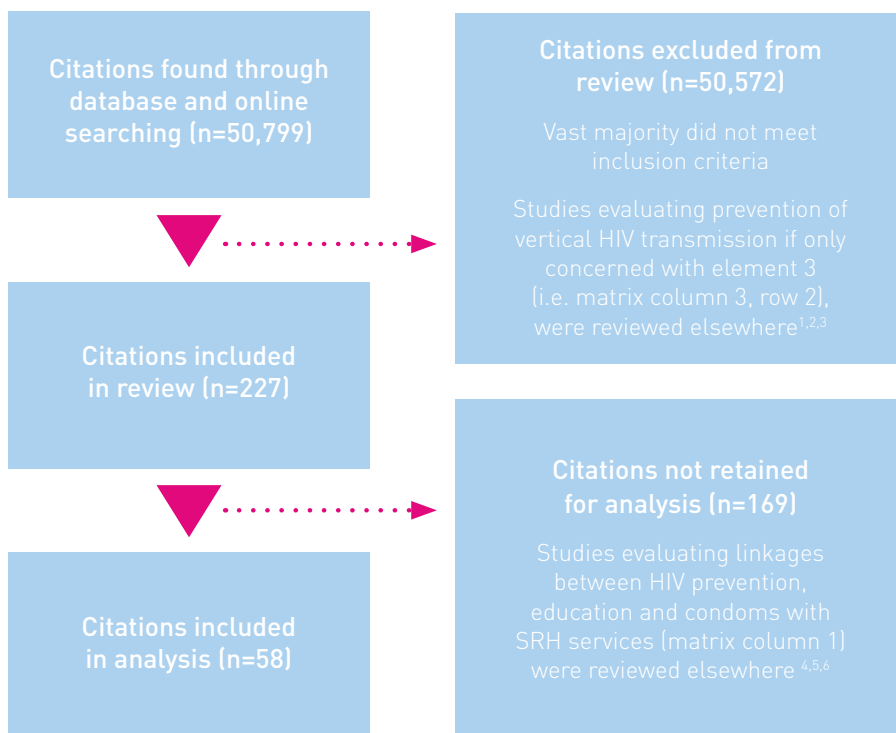 Citations found through
database and online
searching (n=50,799)
Citations excluded from
review (n=50,572)
Vast majority did not meet
inclusion criteria
Studies evaluating prevention of
vertical HIV transmission if only
concerned with element 3
(i.e. matrix column 3, row 2),
were reviewed elsewhere1,2,3
Citations included
in review (n=227)
Citations not retained
for analysis (n=169)
Studies evaluating linkages
between HIV prevention,
education and condoms with
SRH services (matrix column 1)
were reviewed elsewhere 4,5,6
Citations included
in analysis (n=58)